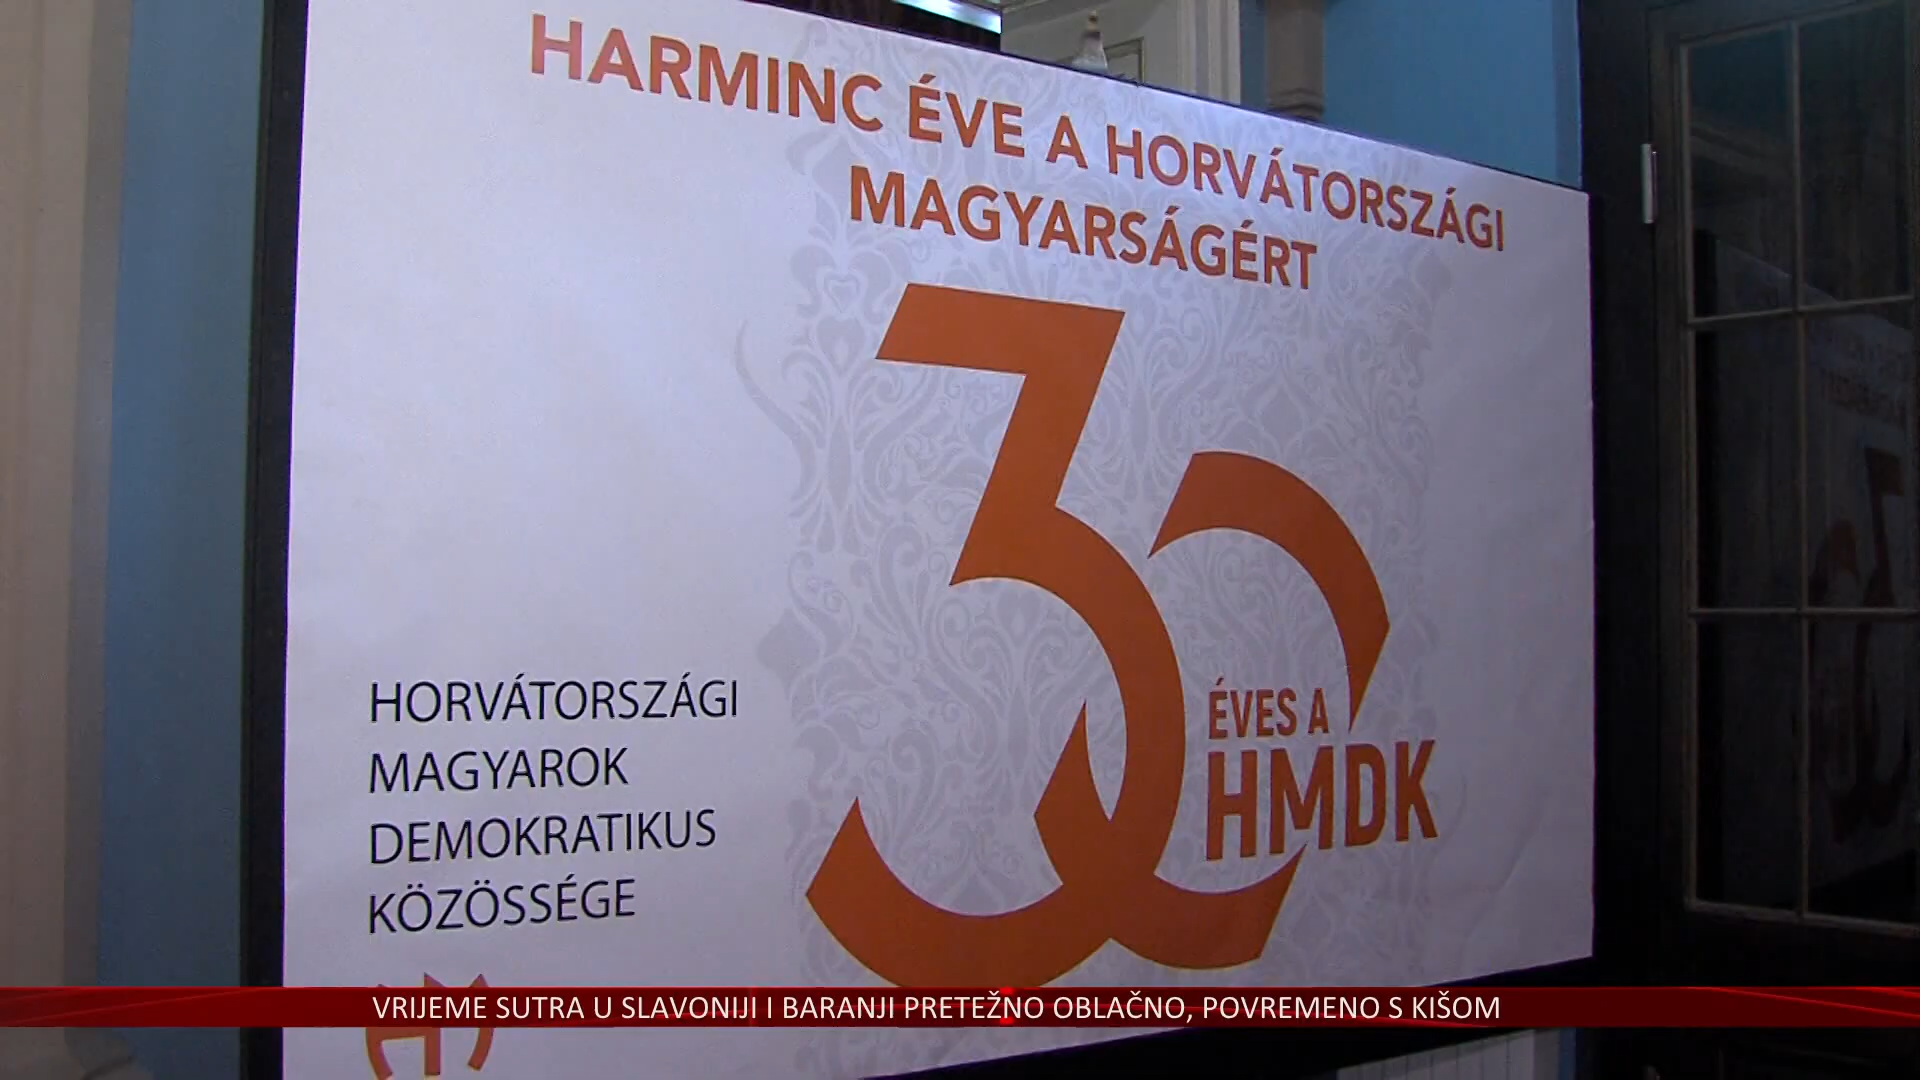 HARMINC ÉVE A HORVÁTORSZÁGI
MAGYARSÁGÉRT
30
ÉVES A
HMDK
HORVÁTORSZÁGI
MAGYAROK
DEMOKRATIKUS
KÖZÖSSÉGE
VRIJEME SUTRA U SLAVONIJI I BARANJI PRETEŽNO OBLAČNO, POVREMENO S KIŠOM